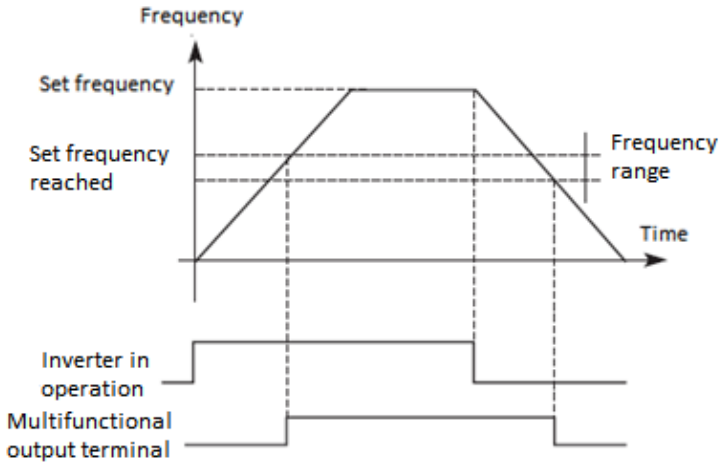 Frequency
Set frequency
Set frequency
reached
Frequency
range
Time
Inverter in
operation
Multifunctional
output terminal